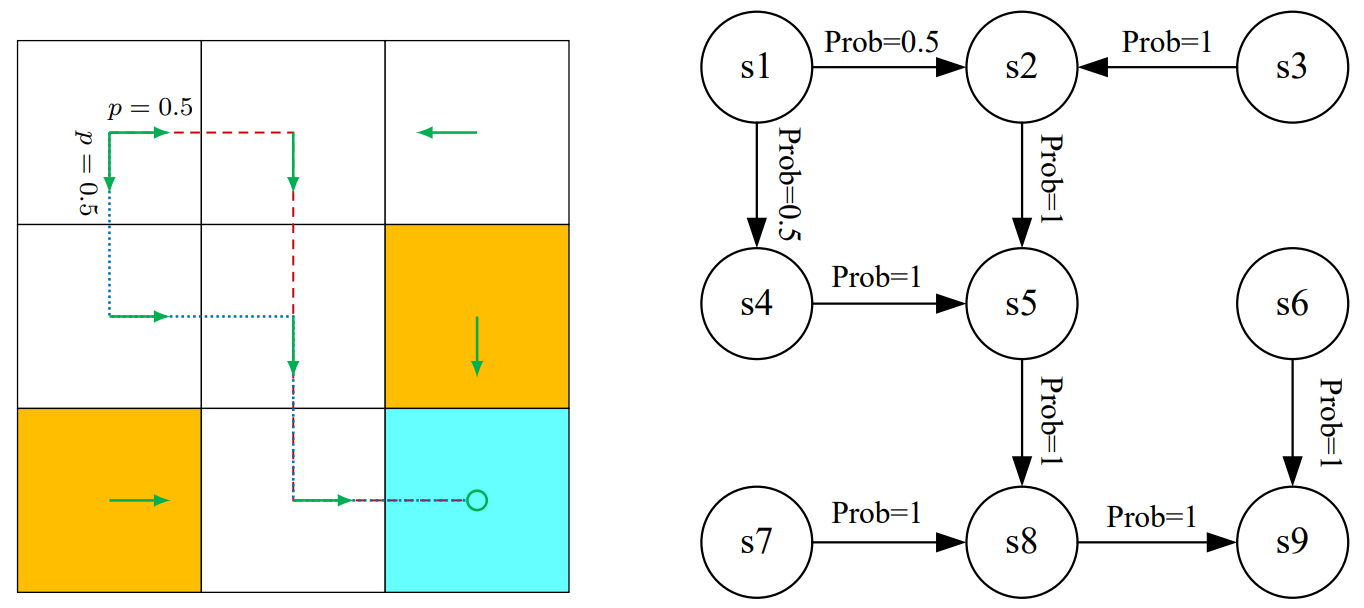 p = 0.5
p = 0.5
s1
Prob=0.5
s2
Prob=1
s3
Prob=0.5
Prob=1
s4
Prob=1
s5
s6
Prob=1
Prob=1
s7
Prob=1
s8
Prob=1
s9